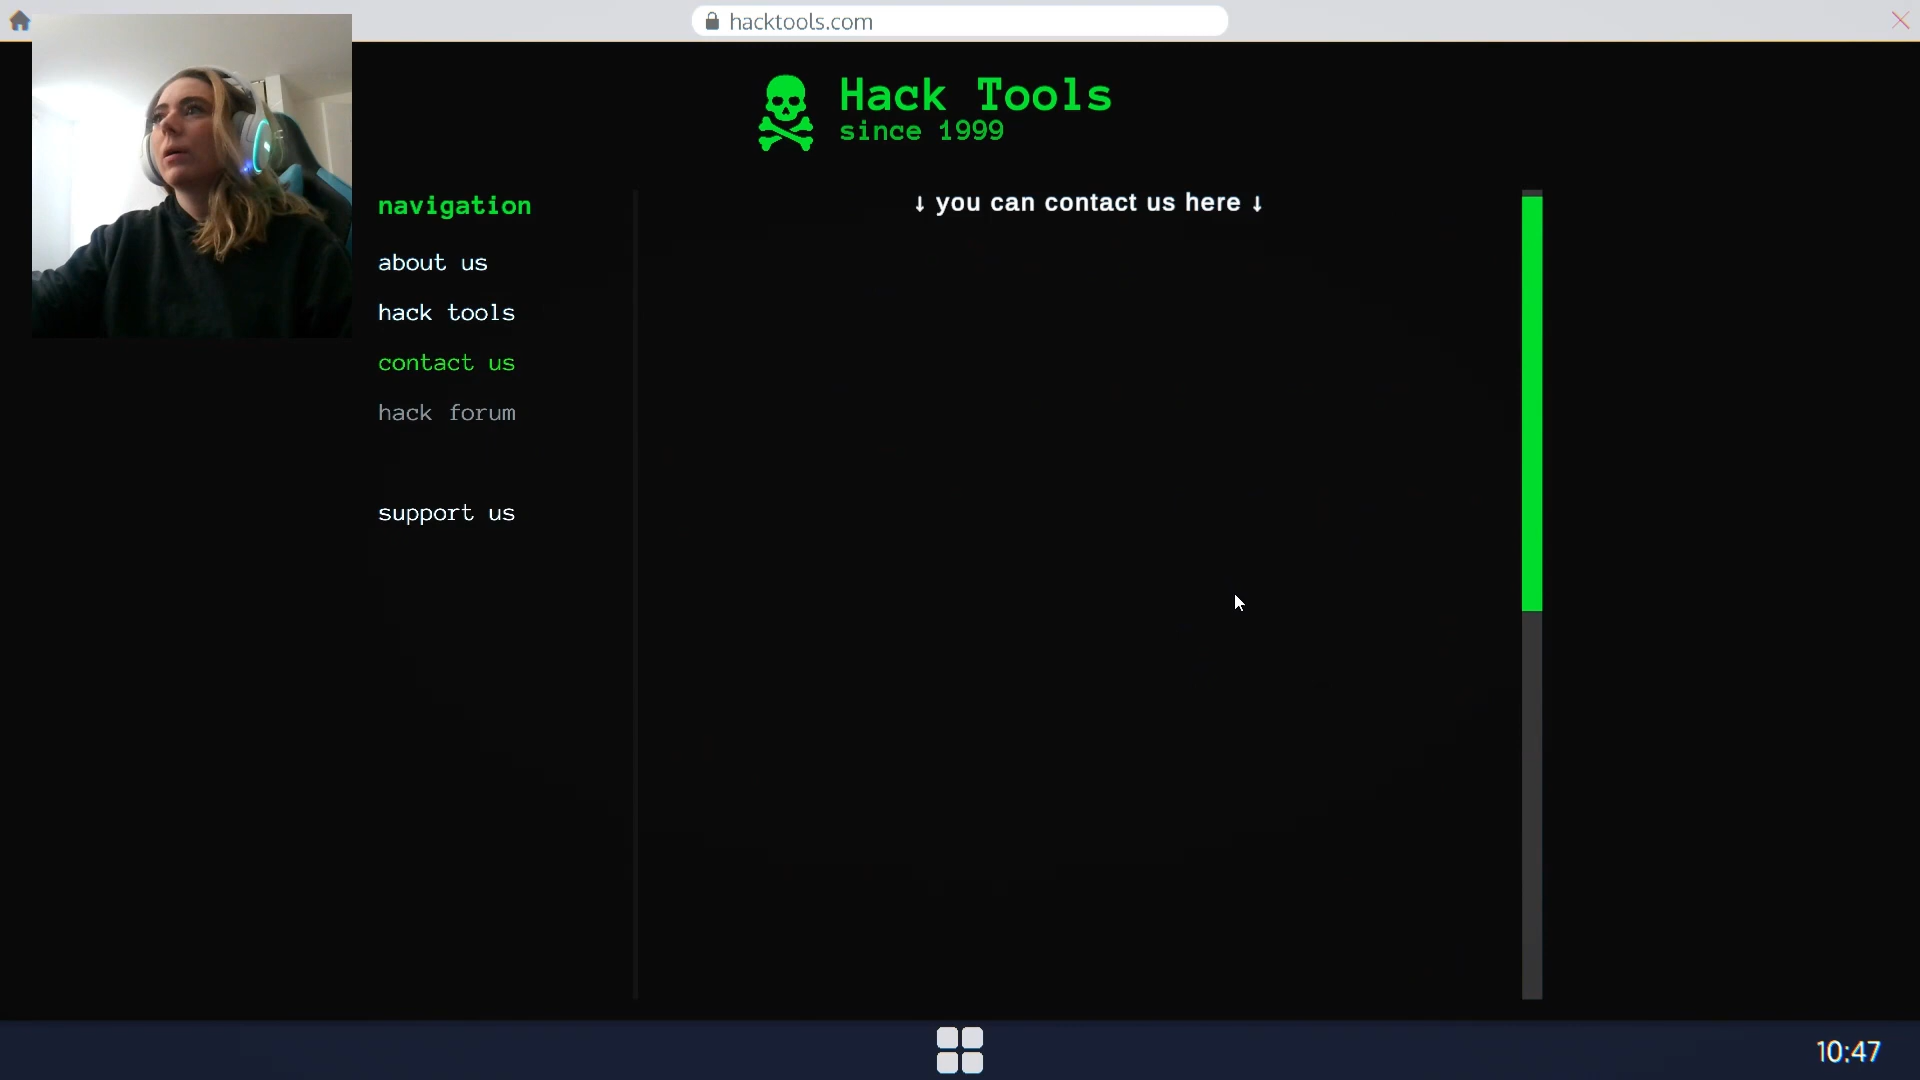 hacktools.com
Hack Tools
since 1999
navigation
about us
hack tools
contact us
hack forum
support us
↓ you can contact us here ↓
10:47